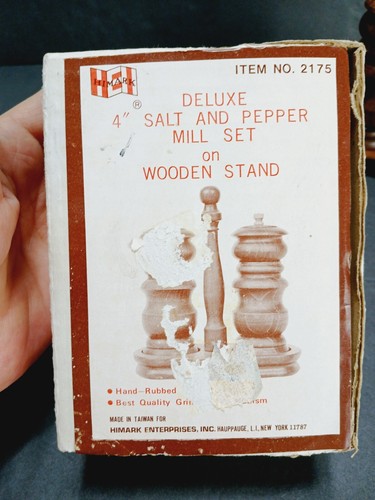 HIMARK
®
ITEM NO. 2175
DELUXE
4" SALT AND PEPPER
MILL SET
on
WOODEN STAND
• Hand-Rubbed
• Best Quality
MADE IN TAIWAN FOR
HIMARK ENTERPRISES, INC. HAUPPAUGE, L.I., NEW YORK 11787